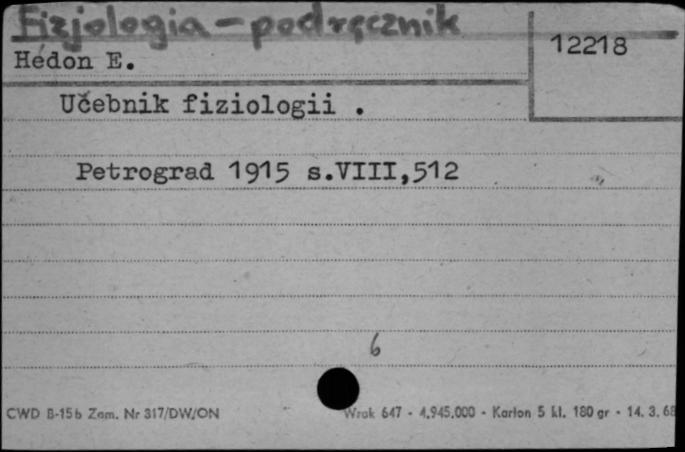 Fizjologia - podręcznik
12218
Hédon E.
Učebnik fiziologii .
Petrograd 1915 s.VIII,512
6
CWD B-15b Zam. Nr 317/DW/ON
Wrak 647 - 4.945.000 - Karton 5 kl. 180 gr - 14. 3. 68